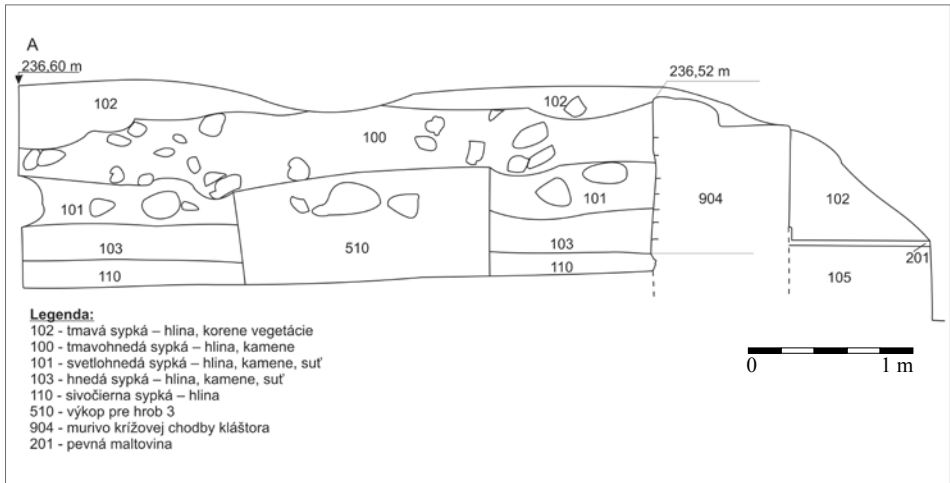 A
236,60 m
236,52 m
102
102
100
101
101
904
102
103
510
103
110
110
201
105
Legenda:
102 - tmavá sypká – hlina, korene vegetácie
100 - tmavohnedá sypká – hlina, kamene
101 - svetlohnedá sypká – hlina, kamene, suť
103 - hnedá sypká – hlina, kamene, suť
110 - sivočierna sypká – hlina
510 - výkop pre hrob 3
904 - murivo krížovej chodby kláštora
201 - pevná maltovina
0 1 m